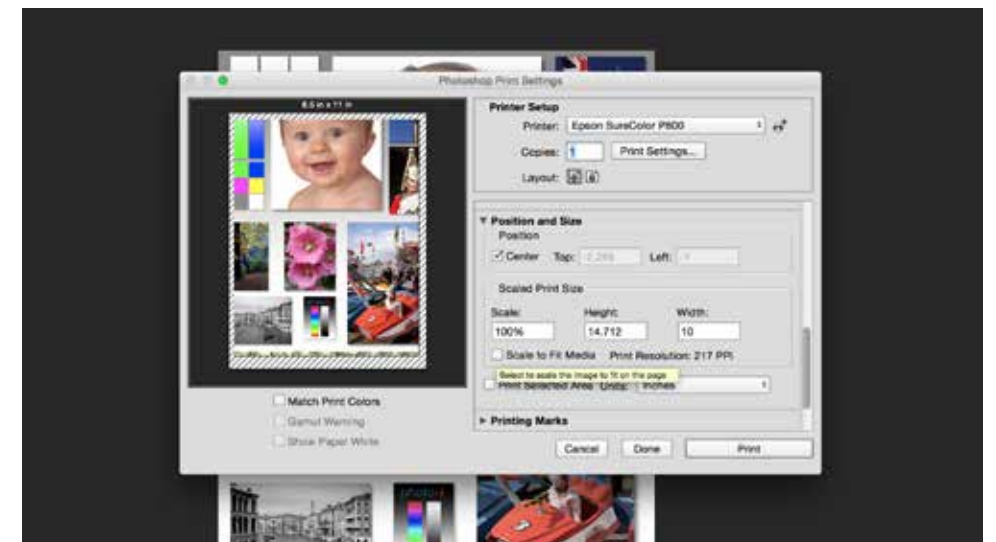 Photoshop Print Settings
8.5 in x 11 in
Printer Setup
Printer: Epson SureColor P800
Copies: 1 Print Settings...
Layout:
▼ Position and Size
Position
Center Top: Left:
Scaled Print Size
Scale: Height: Width:
100% 14.712 10
Scale to Fit Media Print Resolution: 217 PPI
Select to scale the image to fit on the page
Print Selected Area Units: Inches
Match Print Colors
Gamut Warning
Show Paper White
► Printing Marks
Cancel Done Print